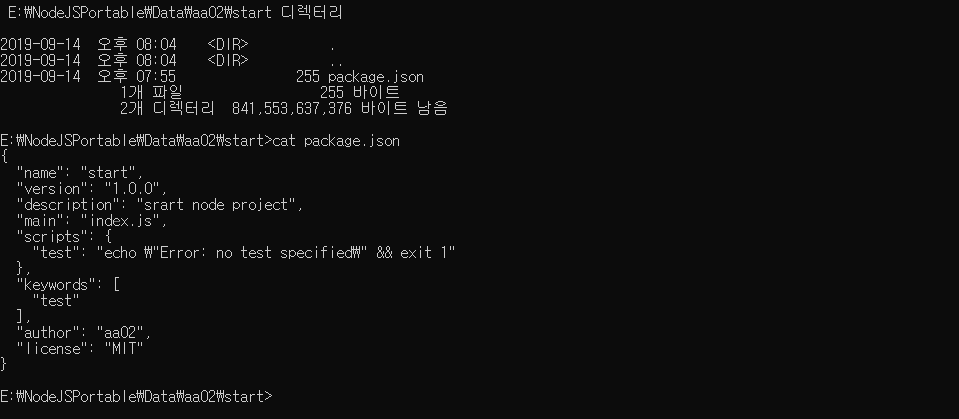 E:₩NodeJSPortable₩Data₩aa02₩start 디렉터리
2019-09-14  오후 08:04    <DIR>          .
2019-09-14  오후 08:04    <DIR>          ..
2019-09-14  오후 07:55               255 package.json
               1개 파일                 255 바이트
               2개 디렉터리  841,553,637,376 바이트 남음
E:₩NodeJSPortable₩Data₩aa02₩start>cat package.json
{
  "name": "start",
  "version": "1.0.0",
  "description": "srart node project",
  "main": "index.js",
  "scripts": {
    "test": "echo ₩"Error: no test specified₩" && exit 1"
  },
  "keywords": [
    "test"
  ],
  "author": "aa02",
  "license": "MIT"
}
E:₩NodeJSPortable₩Data₩aa02₩start>